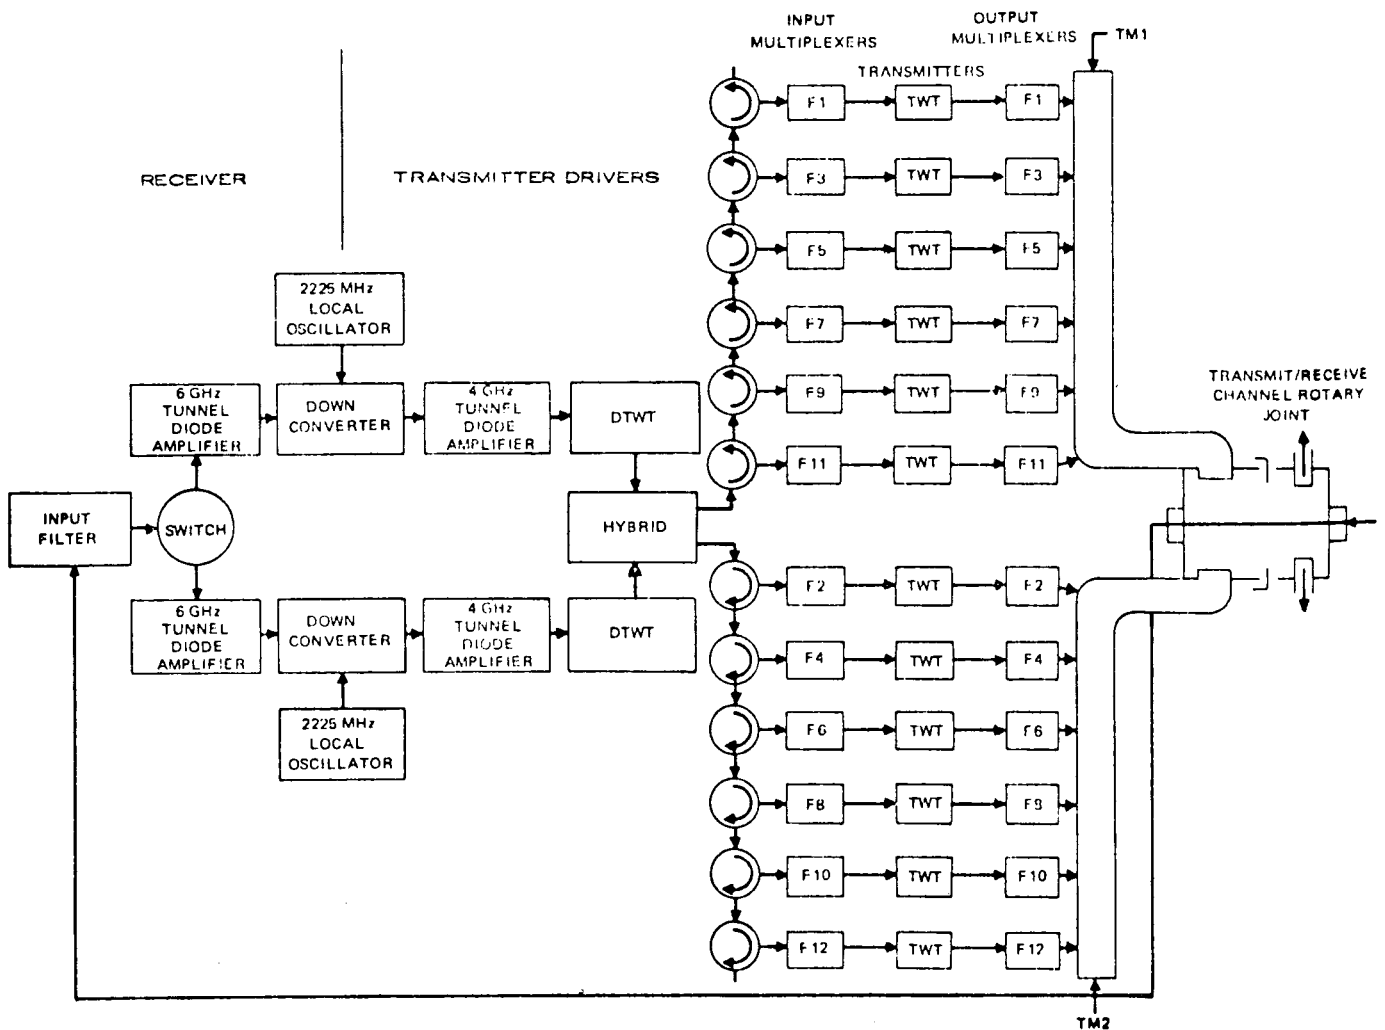 INPUT
MULTIPLEXERS
OUTPUT
MULTIPLEXERS
TM1
TRANSMITTERS
F1 TWT F1
RECEIVER
TRANSMITTER DRIVERS
F3 TWT F3
F5 TWT F5
2225 MHz
LOCAL
OSCILLATOR
F7 TWT F7
6 GHz
TUNNEL
DIODE
AMPLIFIER
DOWN
CONVERTER
4 GHz
TUNNEL
DIODE
AMPLIFIER
DTWT
F9 TWT F9
TRANSMIT/RECEIVE
CHANNEL ROTARY
JOINT
F11 TWT F11
INPUT
FILTER
SWITCH
HYBRID
F2 TWT F2
6 GHz
TUNNEL
DIODE
AMPLIFIER
DOWN
CONVERTER
4 GHz
TUNNEL
DIODE
AMPLIFIER
DTWT
F4 TWT F4
2225 MHz
LOCAL
OSCILLATOR
F6 TWT F6
F8 TWT F8
F10 TWT F10
F12 TWT F12
TM2